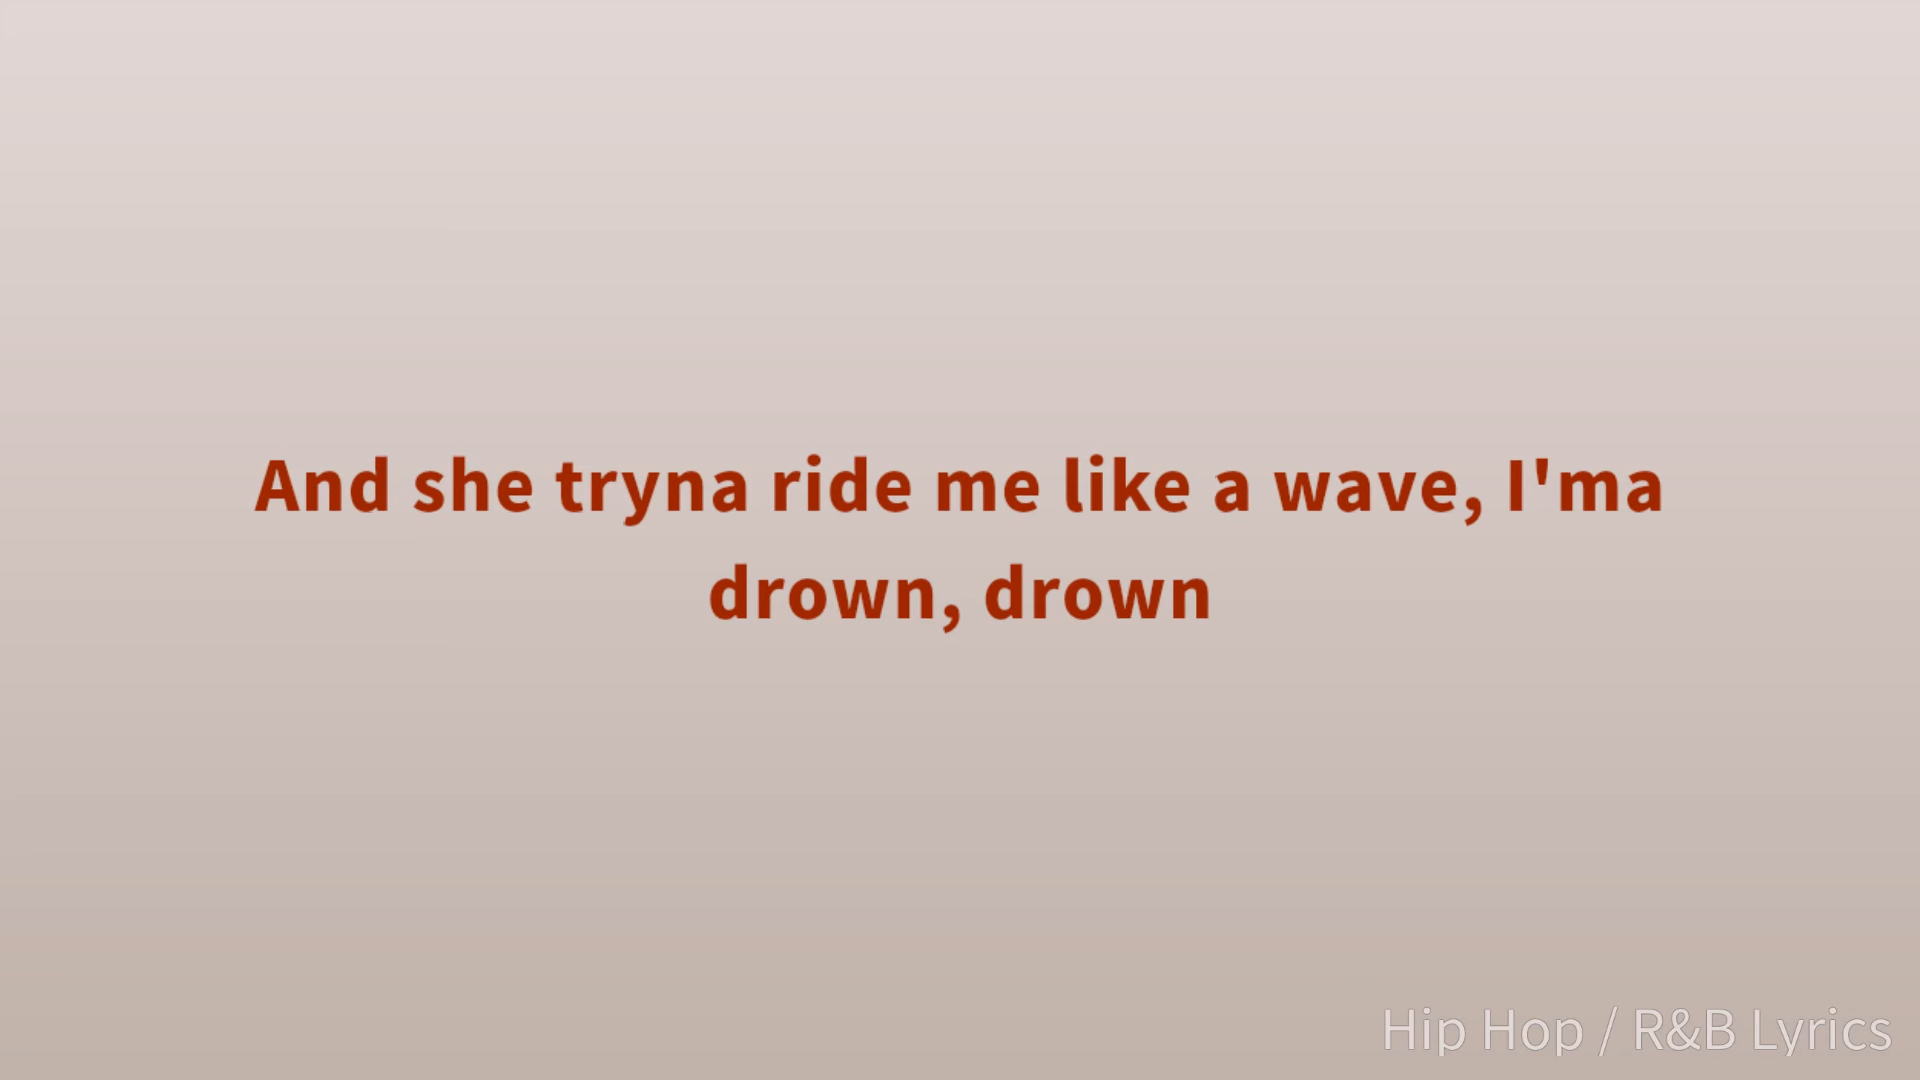 And she tryna ride me like a wave, I'ma
drown, drown
Hip Hop / R&B Lyrics